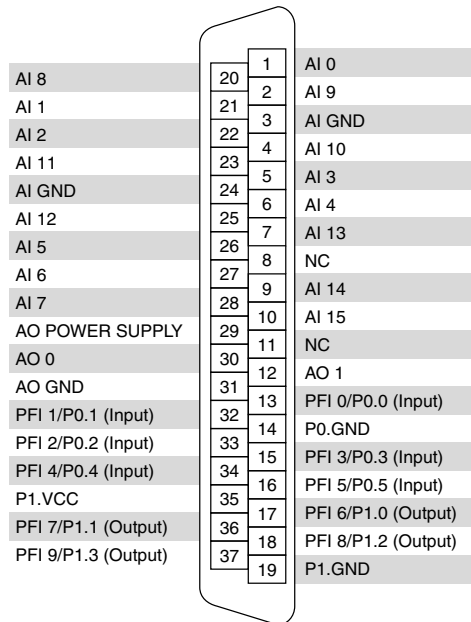 AI 8 20
AI 1 21
AI 2 22
AI 11 23
AI GND 24
AI 12 25
AI 5 26
AI 6 27
AI 7 28
AO POWER SUPPLY 29
AO 0 30
AO GND 31
PFI 1/P0.1 (Input) 32
PFI 2/P0.2 (Input) 33
PFI 4/P0.4 (Input) 34
P1.VCC 35
PFI 7/P1.1 (Output) 36
PFI 9/P1.3 (Output) 37
1 AI 0
2 AI 9
3 AI GND
4 AI 10
5 AI 3
6 AI 4
7 AI 13
8 NC
9 AI 14
10 AI 15
11 NC
12 AO 1
13 PFI 0/P0.0 (Input)
14 P0.GND
15 PFI 3/P0.3 (Input)
16 PFI 5/P0.5 (Input)
17 PFI 6/P1.0 (Output)
18 PFI 8/P1.2 (Output)
19 P1.GND